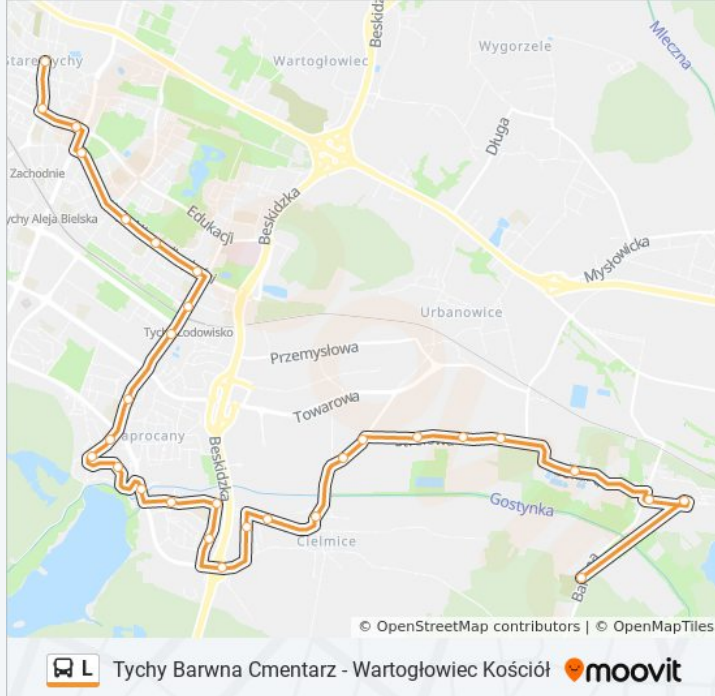 Beskidzka
Stare Tychy
Wartogłowiec
Wygorzele
Mleczna
Długa
Zachodnie
Edukacji
Beskidzka
Tychy Aleja Bielska
Mysłowicka
Urbanowice
Tychy Lodowisko
Przemysłowa
Towarowa
Paprocany
Beskidzka
Gostynka
Cielmice
© OpenStreetMap contributors | © OpenMapTiles
L Tychy Barwna Cmentarz - Wartogłowiec Kościół moovit